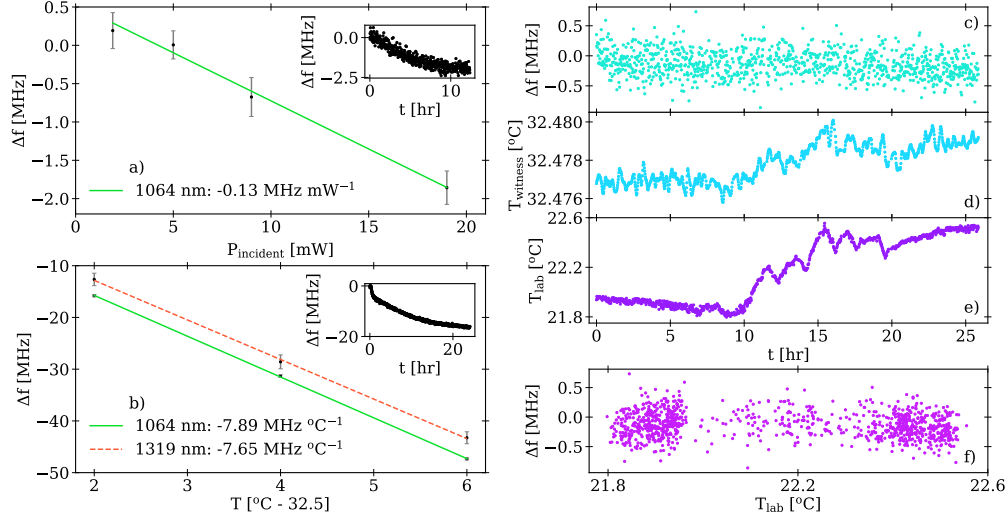 0.5
0.0
−0.5
−1.0
−1.5
−2.0
Δf [MHz]
0 5 10 15 20
P_incident [mW]
a)
1064 nm: -0.13 MHz mW⁻¹
0.0
−2.5
Δf [MHz]
0 10
t [hr]
−10
−20
−30
−40
−50
Δf [MHz]
2 3 4 5 6
T [°C - 32.5]
b)
1064 nm: -7.89 MHz °C⁻¹
1319 nm: -7.65 MHz °C⁻¹
0
−20
Δf [MHz]
0 10 20
t [hr]
c)
0.5
0.0
−0.5
Δf [MHz]
32.480
32.478
32.476
T_witness [°C]
d)
22.6
22.2
21.8
T_lab [°C]
e)
0 5 10 15 20 25
t [hr]
0.5
0.0
−0.5
Δf [MHz]
f)
21.8 22.2 22.6
T_lab [°C]